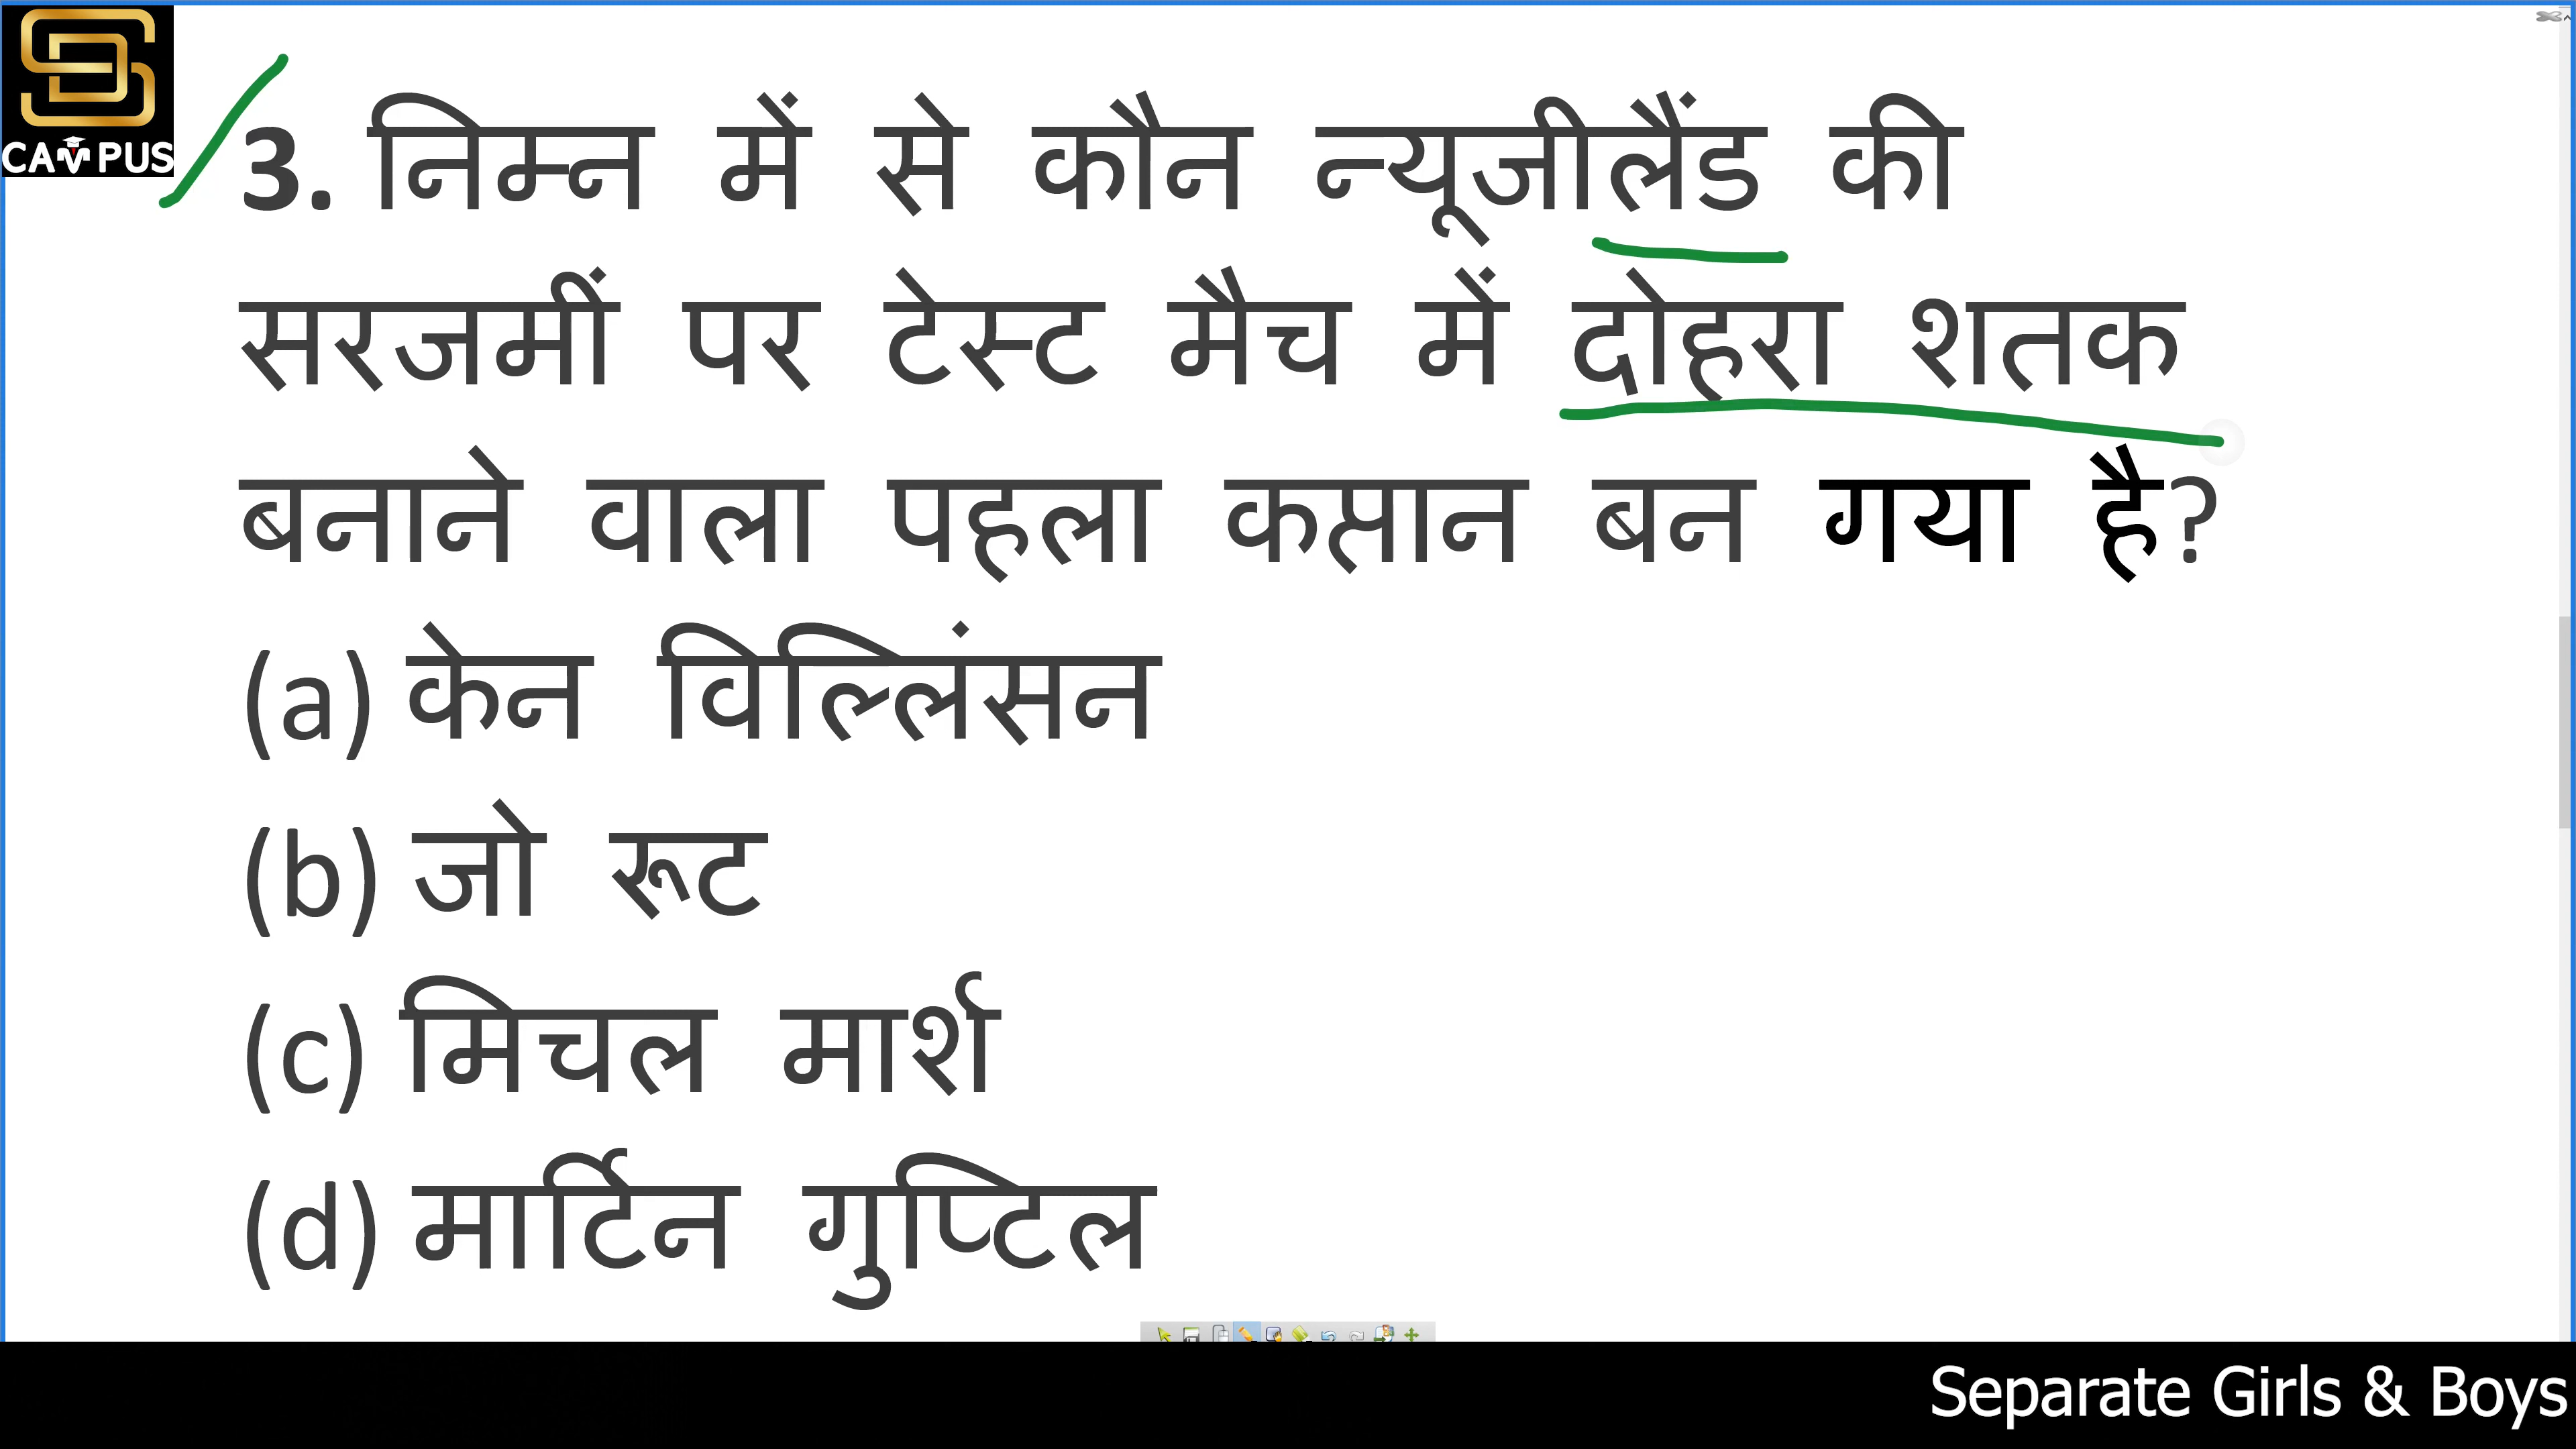 CAMPUS
3. निम्न में से कौन न्यूजीलैंड की
सरजमीं पर टेस्ट मैच में दोहरा शतक
बनाने वाला पहला कप्तान बन गया है?
(a) केन विल्लिंसन
(b) जो रूट
(c) मिचल मार्श
(d) मार्टिन गुप्टिल
Separate Girls & Boys